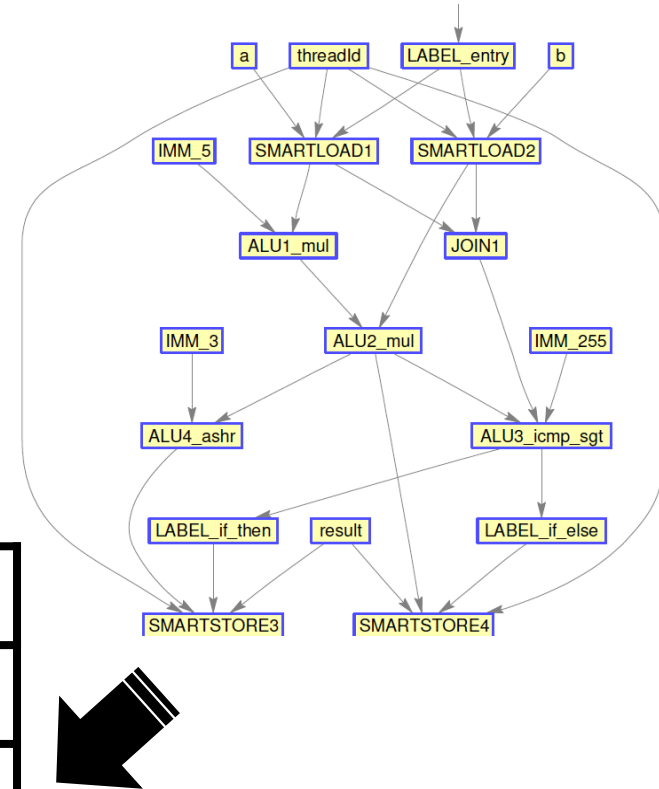 a threadId LABEL_entry b
IMM_5 SMARTLOAD1 SMARTLOAD2
ALU1_mul JOIN1
IMM_3 ALU2_mul IMM_255
ALU4_ashr ALU3_icmp_sgt
LABEL_if_then result LABEL_if_else
SMARTSTORE3 SMARTSTORE4